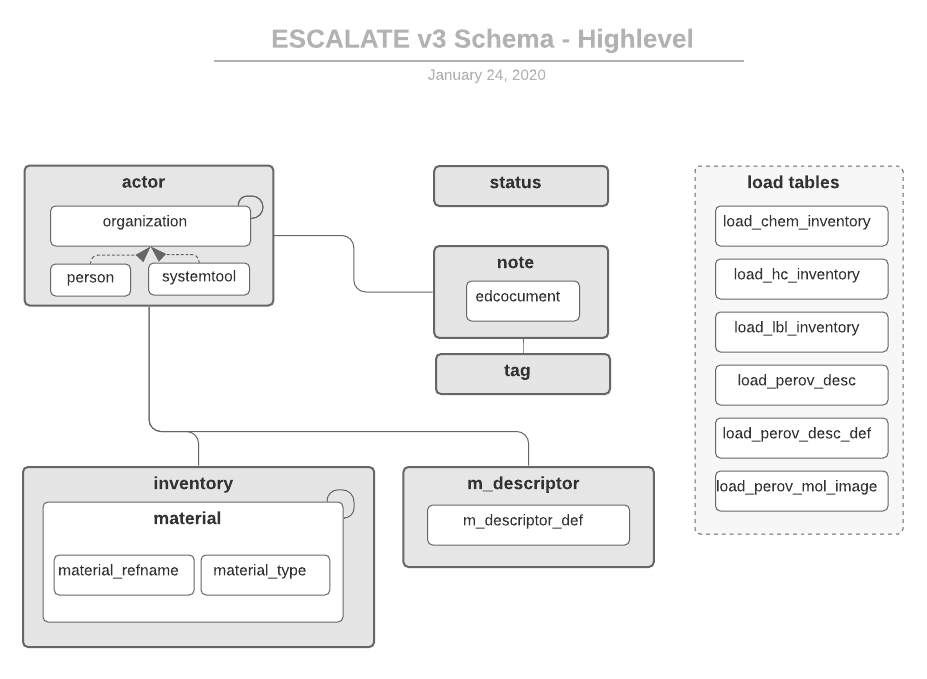 ESCALATE v3 Schema - Highlevel
January 24, 2020
actor
organization
person
systemtool
status
note
edcocument
tag
load tables
load_chem_inventory
load_hc_inventory
load_lbl_inventory
load_perov_desc
load_perov_desc_def
load_perov_mol_image
inventory
material
material_refname
material_type
m_descriptor
m_descriptor_def